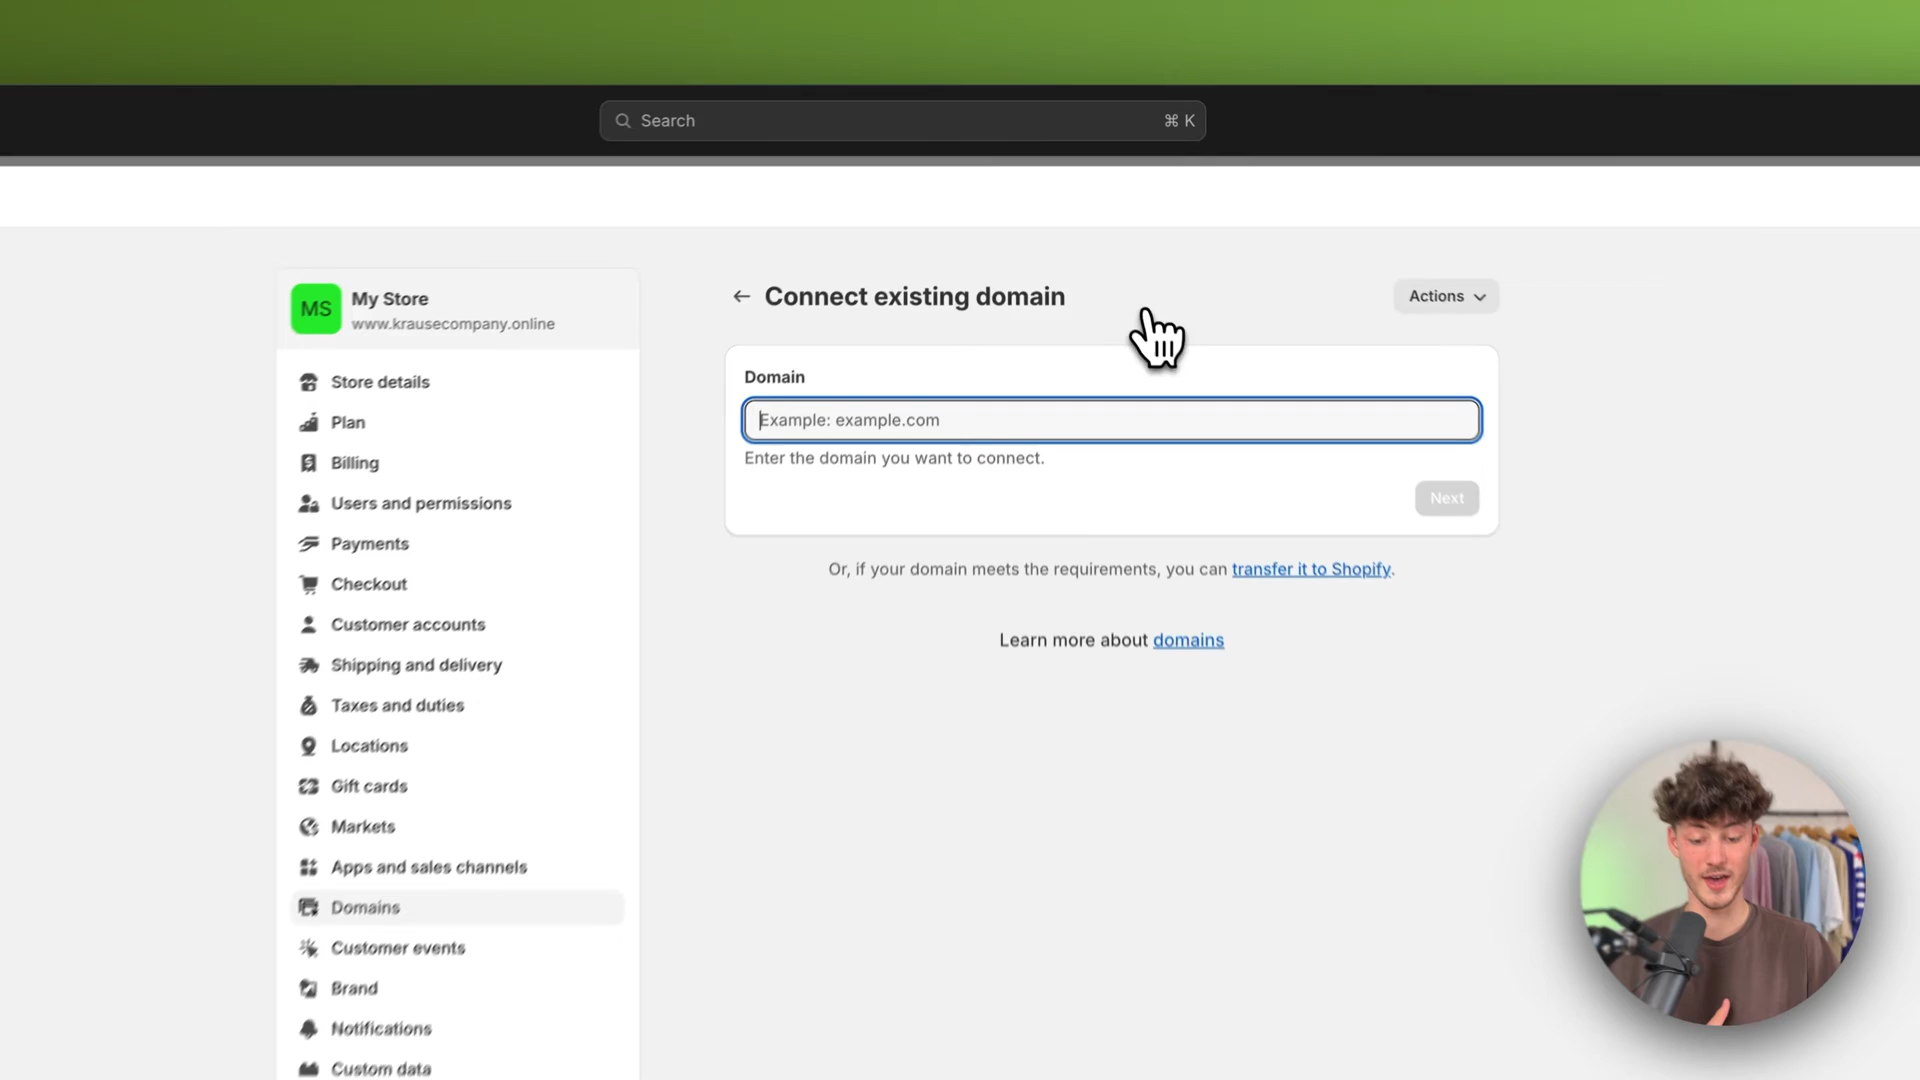 Search
⌘ K
MS
My Store
www.krausecompany.online
Store details
Plan
Billing
Users and permissions
Payments
Checkout
Customer accounts
Shipping and delivery
Taxes and duties
Locations
Gift cards
Markets
Apps and sales channels
Domains
Customer events
Brand
Notifications
Custom data
Connect existing domain
Actions
Domain
Example: example.com
Enter the domain you want to connect.
Next
Or, if your domain meets the requirements, you can transfer it to Shopify.
Learn more about domains